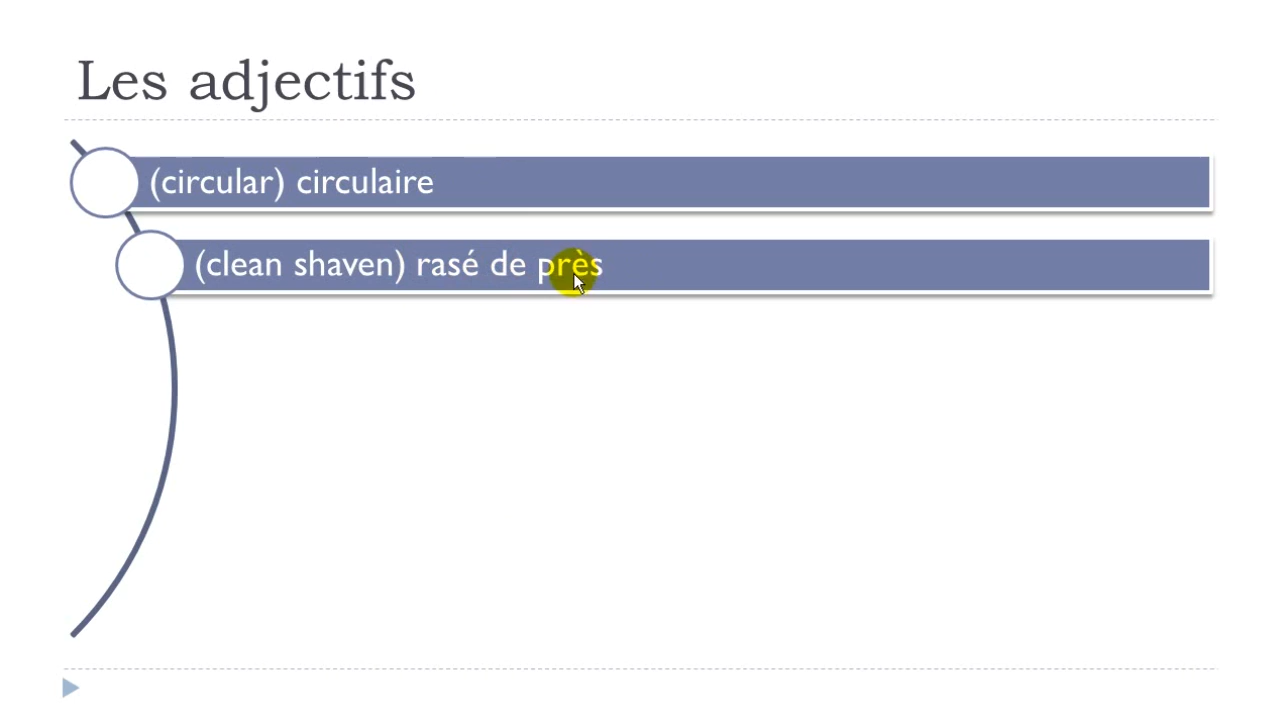 Les adjectifs
(circular) circulaire
(clean shaven) rasé de près